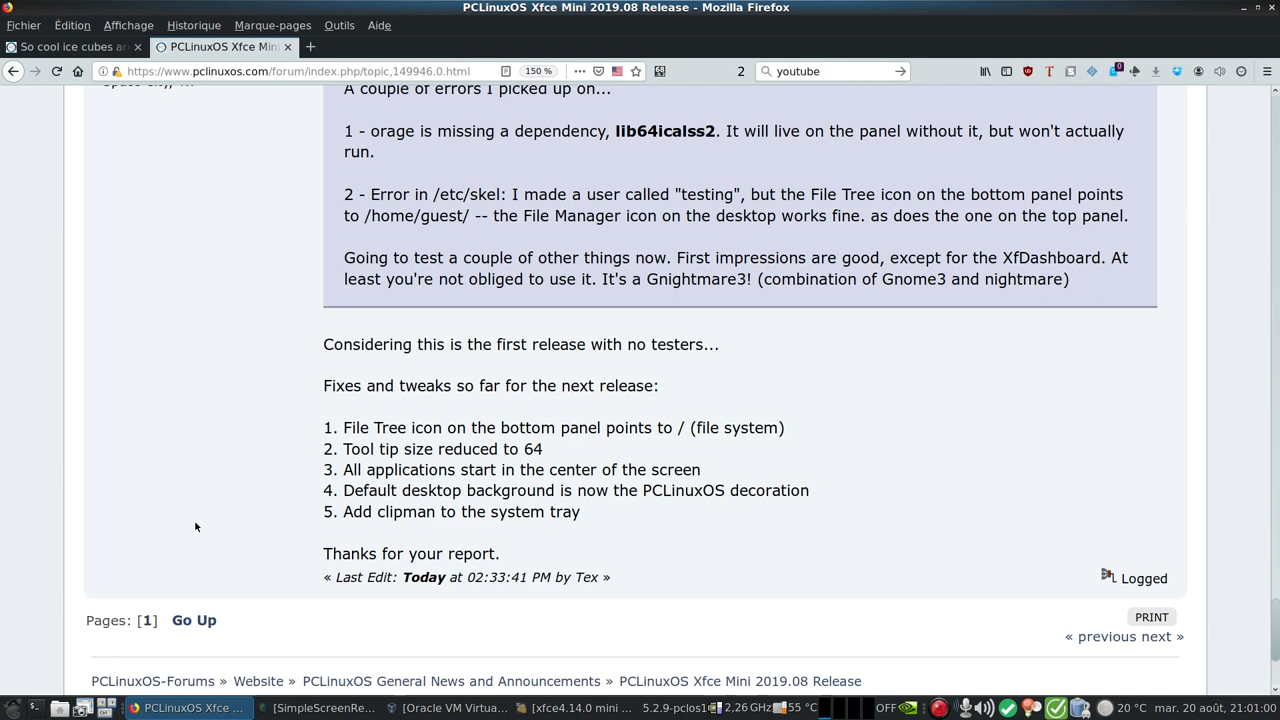 PCLinuxOS Xfce Mini 2019.08 Release - Mozilla Firefox
Fichier Édition Affichage Historique Marque-pages Outils Aide
So cool ice cubes are PCLinuxOS Xfce Mini
https://www.pclinuxos.com/forum/index.php/topic,149946.0.html 150 % 2 youtube
A couple of errors I picked up on...
1 - orage is missing a dependency, lib64icalss2. It will live on the panel without it, but won't actually
run.
2 - Error in /etc/skel: I made a user called "testing", but the File Tree icon on the bottom panel points
to /home/guest/ -- the File Manager icon on the desktop works fine. as does the one on the top panel.
Going to test a couple of other things now. First impressions are good, except for the XfDashboard. At
least you're not obliged to use it. It's a Gnightmare3! (combination of Gnome3 and nightmare)
Considering this is the first release with no testers...
Fixes and tweaks so far for the next release:
1. File Tree icon on the bottom panel points to / (file system)
2. Tool tip size reduced to 64
3. All applications start in the center of the screen
4. Default desktop background is now the PCLinuxOS decoration
5. Add clipman to the system tray
Thanks for your report.
« Last Edit: Today at 02:33:41 PM by Tex »
Logged
Pages: [1] Go Up
PRINT
« previous next »
PCLinuxOS-Forums » Website » PCLinuxOS General News and Announcements » PCLinuxOS Xfce Mini 2019.08 Release
PCLinuxOS Xfce ... [SimpleScreenRe... [Oracle VM Virtua... [xfce4.14.0 mini ... 5.2.9-pclos1 2,26 GHz 55 °C OFF 20 °C mar. 20 août, 21:01:00